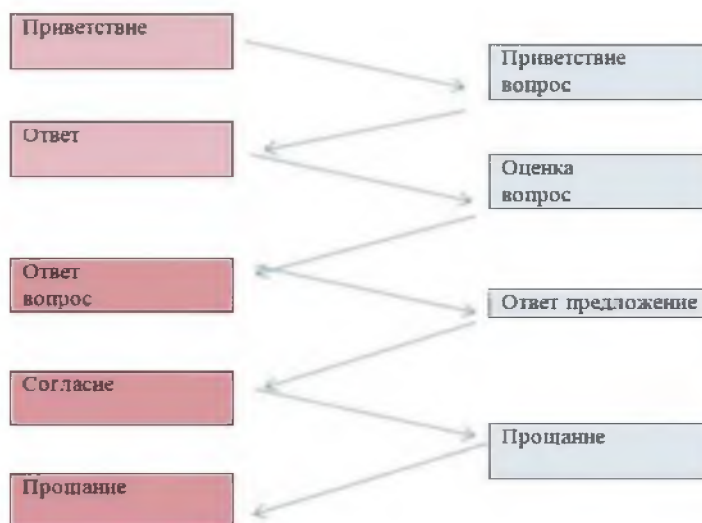 Приветствие
Приветствие
вопрос
Ответ
Оценка
вопрос
Ответ
вопрос
Ответ предложение
Согласие
Прощание
Прощание